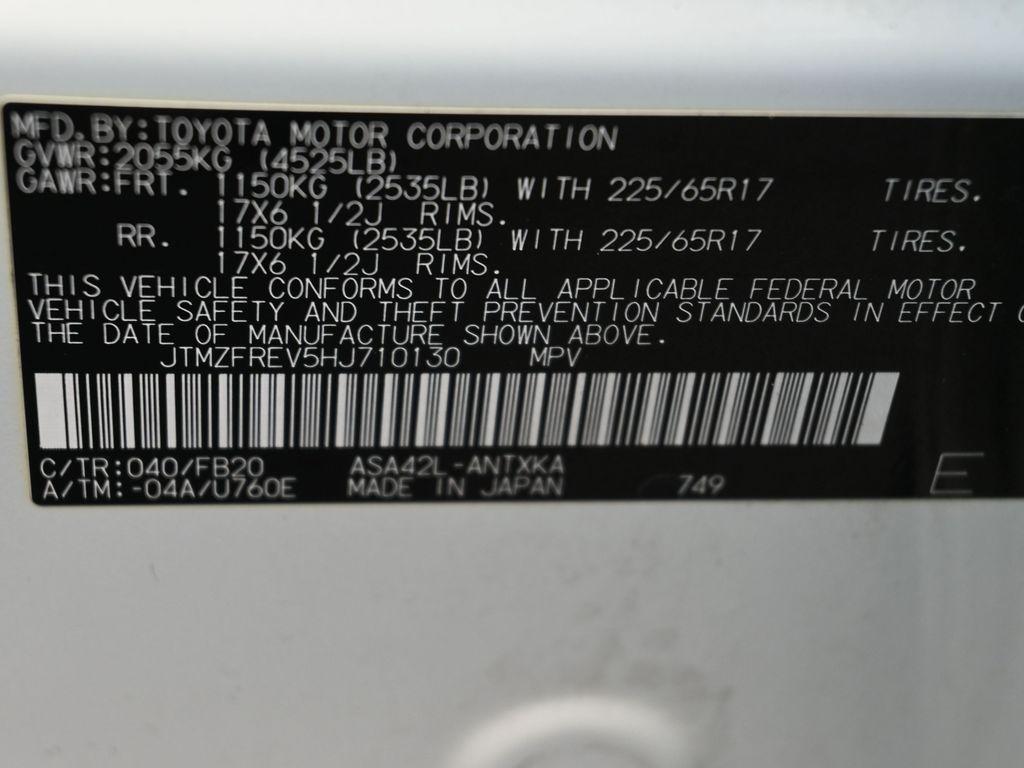 MFD. BY: TOYOTA MOTOR CORPORATION
GVWR: 2055KG (4525LB)
GAWR: FRT. 1150KG (2535LB) WITH 225/65R17 TIRES.
17X6 1/2J RIMS.
RR. 1150KG (2535LB) WITH 225/65R17 TIRES.
17X6 1/2J RIMS.
THIS VEHICLE CONFORMS TO ALL APPLICABLE FEDERAL MOTOR
VEHICLE SAFETY AND THEFT PREVENTION STANDARDS IN EFFECT
THE DATE OF MANUFACTURE SHOWN ABOVE.
JTMZFREV5HJ710130 MPV
C/TR: 040/FB20 ASA42L-ANTXKA
A/TM: -04A/U760E MADE IN JAPAN 749 E